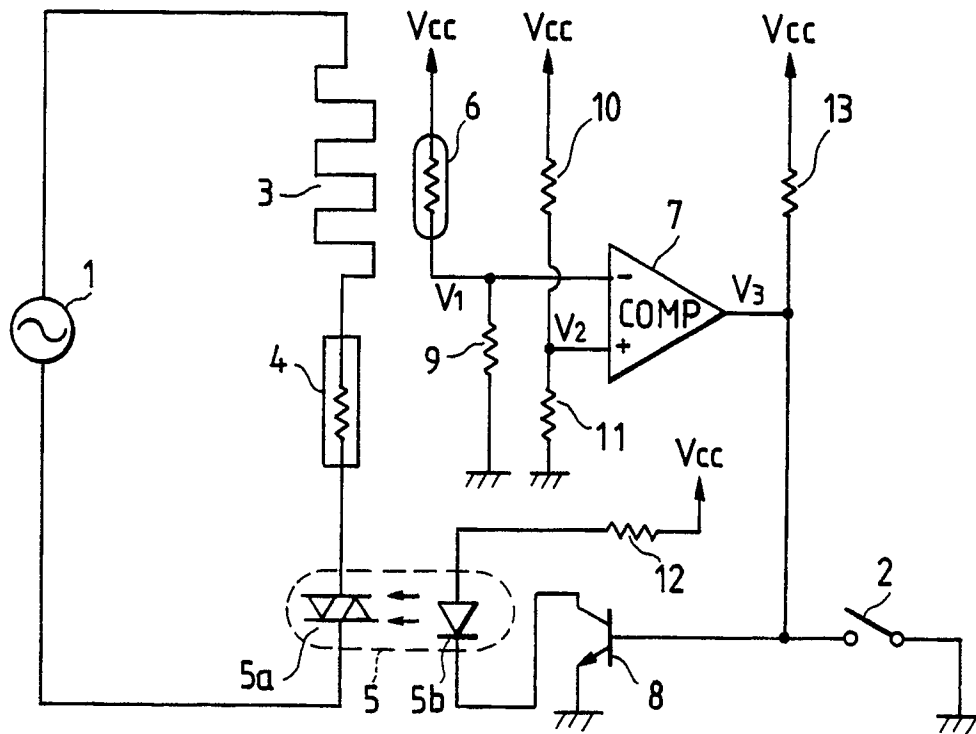 Vcc Vcc Vcc
6 10 13
3 7
1 V1 − COMP V3
4 9 V2 +
11
Vcc
12 2
5a 5 5b 8